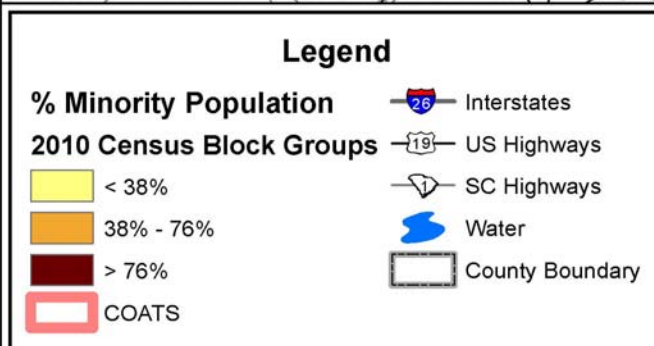 Legend
% Minority Population
2010 Census Block Groups
< 38%
38% - 76%
> 76%
COATS
26 Interstates
19 US Highways
1 SC Highways
Water
County Boundary